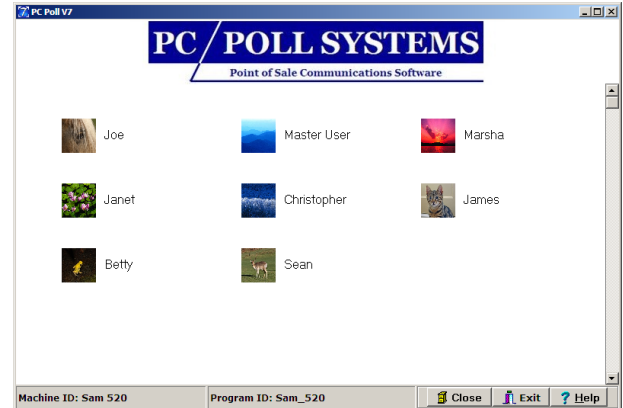 PC Poll V7
PC/POLL SYSTEMS
Point of Sale Communications Software
Joe
Master User
Marsha
Janet
Christopher
James
Betty
Sean
Machine ID: Sam 520
Program ID: Sam_520
Close
Exit
? Help